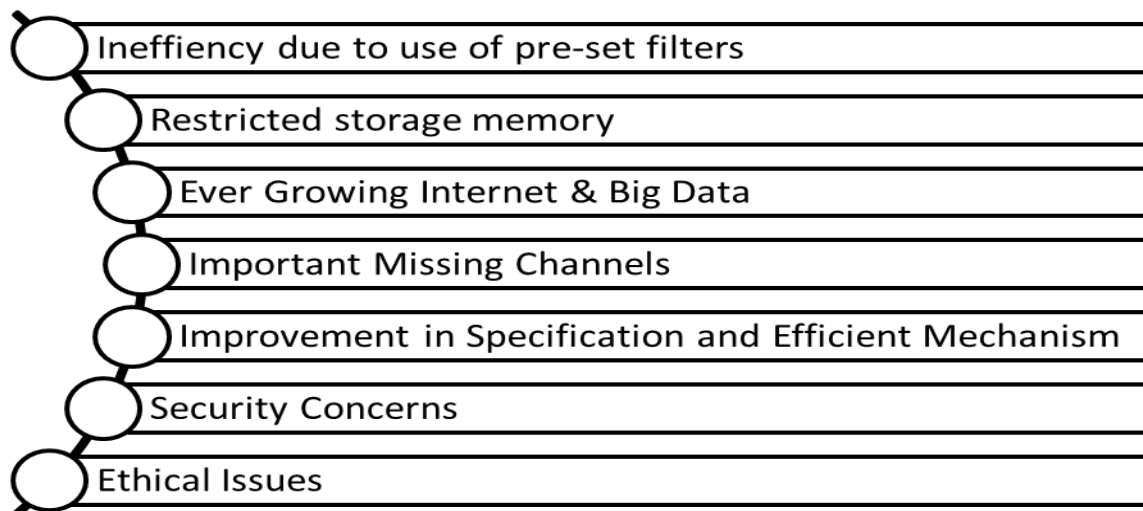 Ineffiency due to use of pre-set filters
Restricted storage memory
Ever Growing Internet & Big Data
Important Missing Channels
Improvement in Specification and Efficient Mechanism
Security Concerns
Ethical Issues